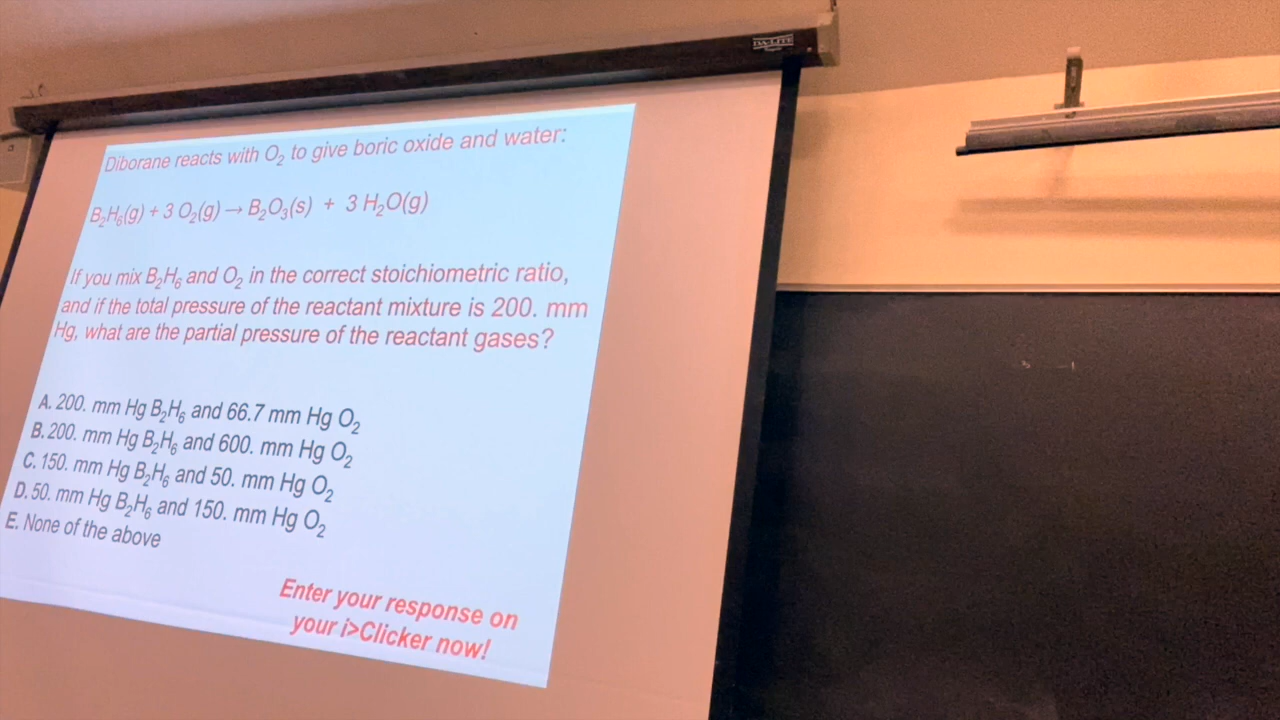 DA-LITE
Diborane reacts with O₂ to give boric oxide and water:
B₂H₆(g) + 3 O₂(g) → B₂O₃(s) + 3 H₂O(g)
If you mix B₂H₆ and O₂ in the correct stoichiometric ratio,
and if the total pressure of the reactant mixture is 200. mm
Hg, what are the partial pressure of the reactant gases?
A. 200. mm Hg B₂H₆ and 66.7 mm Hg O₂
B. 200. mm Hg B₂H₆ and 600. mm Hg O₂
C. 150. mm Hg B₂H₆ and 50. mm Hg O₂
D. 50. mm Hg B₂H₆ and 150. mm Hg O₂
E. None of the above
Enter your response on
your i>Clicker now!